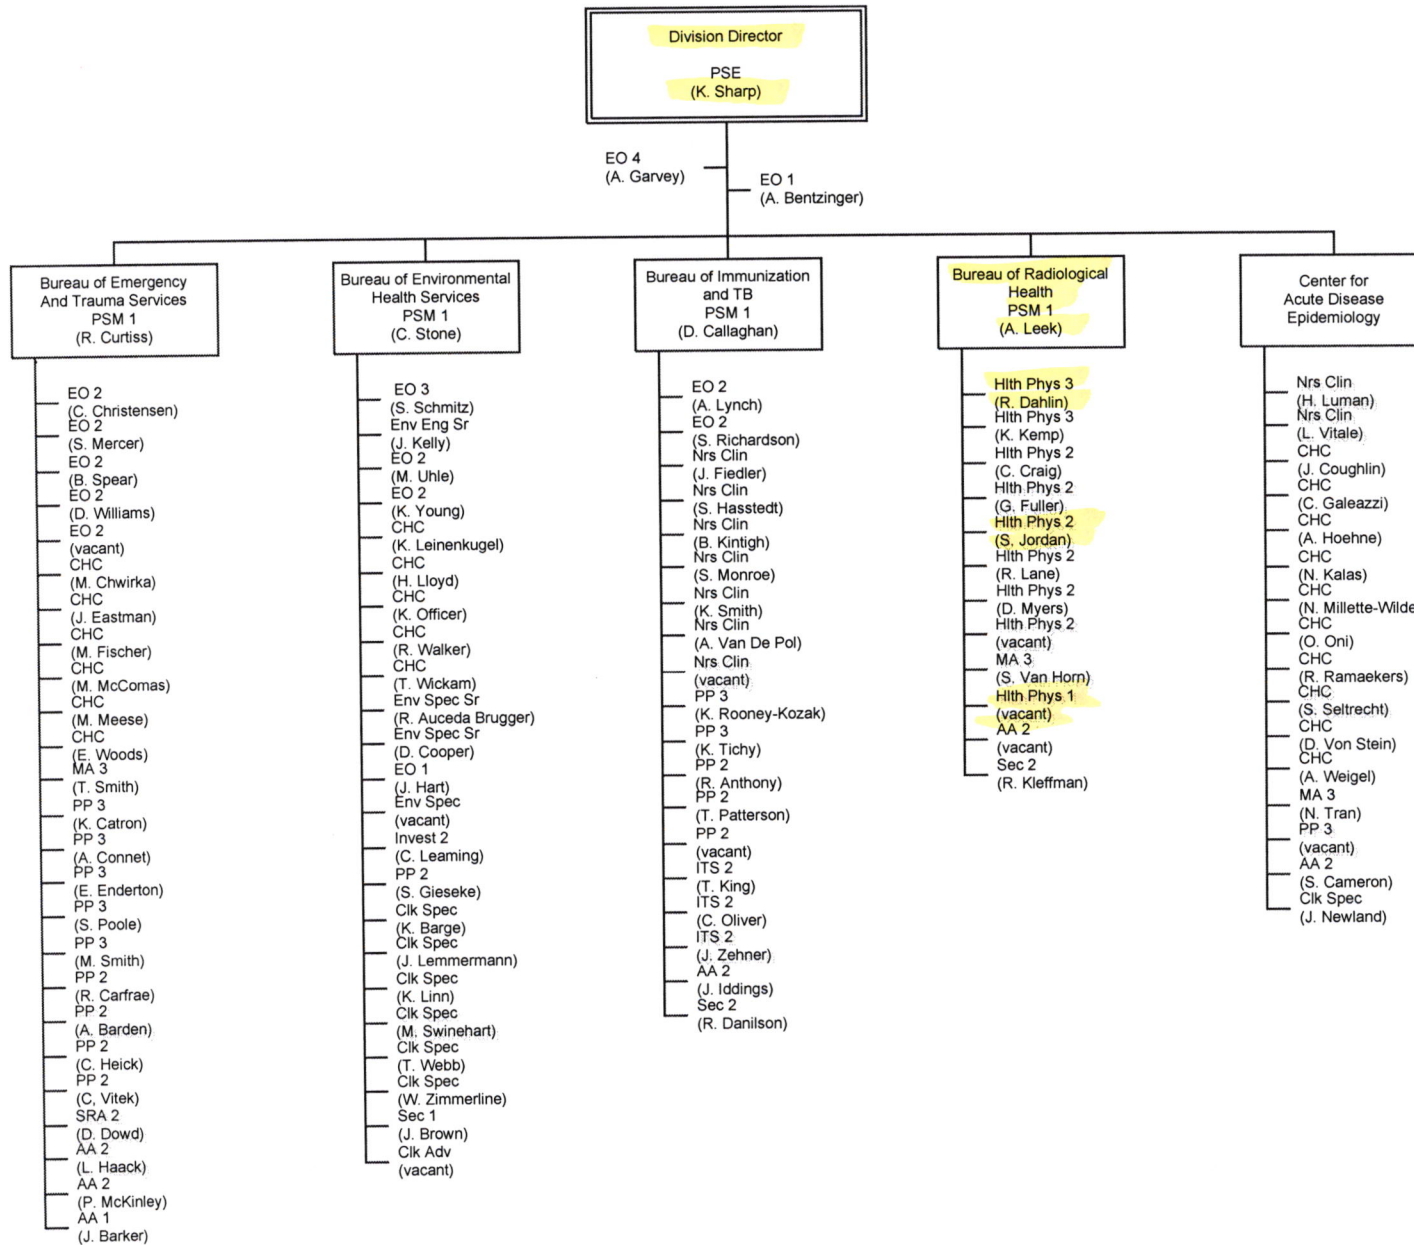 Division Director
PSE
(K. Sharp)
EO 4
(A. Garvey)
EO 1
(A. Bentzinger)
Bureau of Emergency
And Trauma Services
PSM 1
(R. Curtiss)
EO 2
(C. Christensen)
EO 2
(S. Mercer)
EO 2
(B. Spear)
EO 2
(D. Williams)
EO 2
(vacant)
CHC
(M. Chwirka)
CHC
(J. Eastman)
CHC
(M. Fischer)
CHC
(M. McComas)
CHC
(M. Meese)
CHC
(E. Woods)
MA 3
(T. Smith)
PP 3
(K. Catron)
PP 3
(A. Connet)
PP 3
(E. Enderton)
PP 3
(S. Poole)
PP 3
(M. Smith)
PP 2
(R. Carfrae)
PP 2
(A. Barden)
PP 2
(C. Heick)
PP 2
(C, Vitek)
SRA 2
(D. Dowd)
AA 2
(L. Haack)
AA 2
(P. McKinley)
AA 1
(J. Barker)
Bureau of Environmental
Health Services
PSM 1
(C. Stone)
EO 3
(S. Schmitz)
Env Eng Sr
(J. Kelly)
EO 2
(M. Uhle)
EO 2
(K. Young)
CHC
(K. Leinenkugel)
CHC
(H. Lloyd)
CHC
(K. Officer)
CHC
(R. Walker)
CHC
(T. Wickam)
Env Spec Sr
(R. Auceda Brugger)
Env Spec Sr
(D. Cooper)
EO 1
(J. Hart)
Env Spec
(vacant)
Invest 2
(C. Leaming)
PP 2
(S. Gieseke)
Clk Spec
(K. Barge)
Clk Spec
(J. Lemmermann)
Clk Spec
(K. Linn)
Clk Spec
(M. Swinehart)
Clk Spec
(T. Webb)
Clk Spec
(W. Zimmerline)
Sec 1
(J. Brown)
Clk Adv
(vacant)
Bureau of Immunization
and TB
PSM 1
(D. Callaghan)
EO 2
(A. Lynch)
EO 2
(S. Richardson)
Nrs Clin
(J. Fiedler)
Nrs Clin
(S. Hasstedt)
Nrs Clin
(B. Kintigh)
Nrs Clin
(S. Monroe)
Nrs Clin
(K. Smith)
Nrs Clin
(A. Van De Pol)
Nrs Clin
(vacant)
PP 3
(K. Rooney-Kozak)
PP 3
(K. Tichy)
PP 2
(R. Anthony)
PP 2
(T. Patterson)
PP 2
(vacant)
ITS 2
(T. King)
ITS 2
(C. Oliver)
ITS 2
(J. Zehner)
AA 2
(J. Iddings)
Sec 2
(R. Danilson)
Bureau of Radiological
Health
PSM 1
(A. Leek)
Hlth Phys 3
(R. Dahlin)
Hlth Phys 3
(K. Kemp)
Hlth Phys 2
(C. Craig)
Hlth Phys 2
(G. Fuller)
Hlth Phys 2
(S. Jordan)
Hlth Phys 2
(R. Lane)
Hlth Phys 2
(D. Myers)
Hlth Phys 2
(vacant)
MA 3
(S. Van Horn)
Hlth Phys 1
(vacant)
AA 2
(vacant)
Sec 2
(R. Kleffman)
Center for
Acute Disease
Epidemiology
Nrs Clin
(H. Luman)
Nrs Clin
(L. Vitale)
CHC
(J. Coughlin)
CHC
(C. Galeazzi)
CHC
(A. Hoehne)
CHC
(N. Kalas)
CHC
(N. Millette-Wilde
CHC
(O. Oni)
CHC
(R. Ramaekers)
CHC
(S. Seltrecht)
CHC
(D. Von Stein)
CHC
(A. Weigel)
MA 3
(N. Tran)
PP 3
(vacant)
AA 2
(S. Cameron)
Clk Spec
(J. Newland)